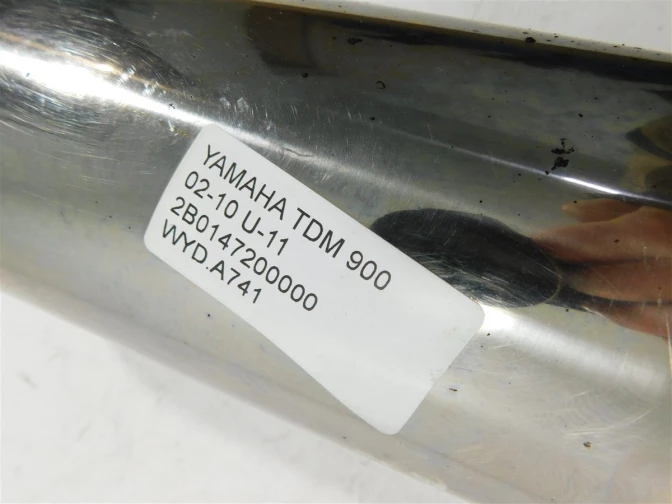 YAMAHA TDM 900
02-10 U-11
2B0147200000
WYD.A741